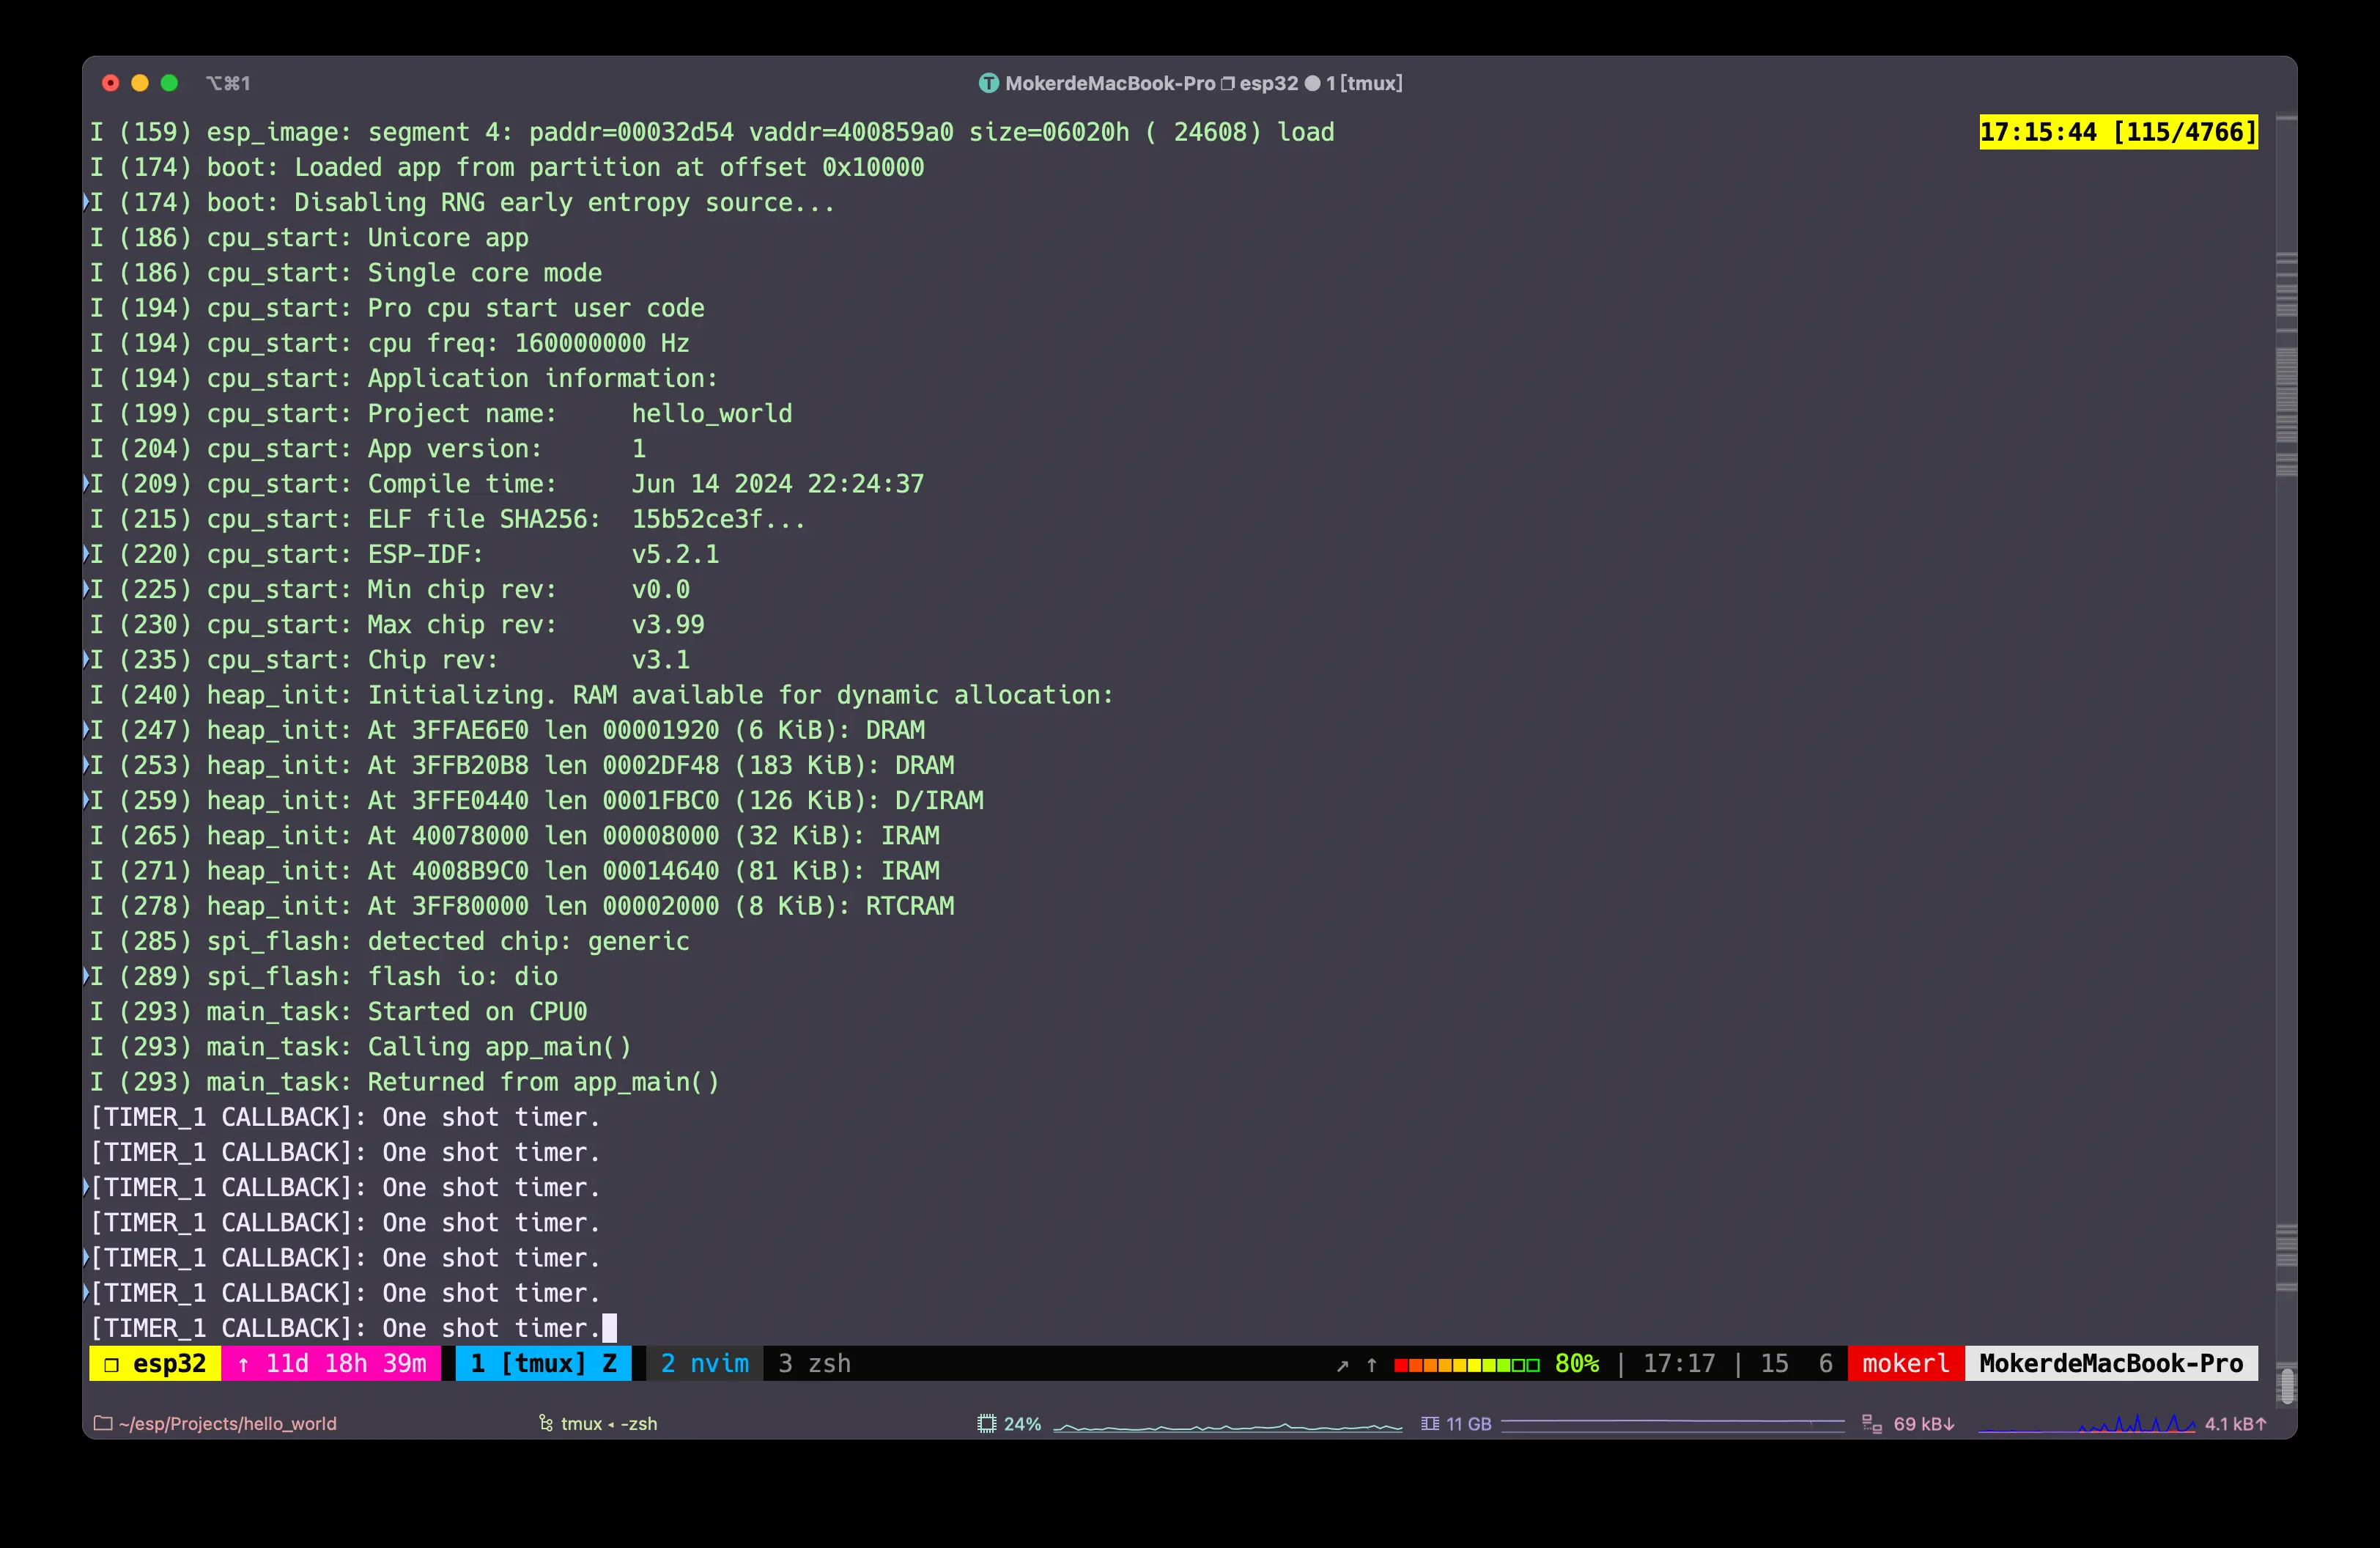 ⌥⌘1
T MokerdeMacBook-Pro ❐ esp32 ● 1 [tmux]
I (159) esp_image: segment 4: paddr=00032d54 vaddr=400859a0 size=06020h ( 24608) load
17:15:44 [115/4766]
I (174) boot: Loaded app from partition at offset 0x10000
I (174) boot: Disabling RNG early entropy source...
I (186) cpu_start: Unicore app
I (186) cpu_start: Single core mode
I (194) cpu_start: Pro cpu start user code
I (194) cpu_start: cpu freq: 160000000 Hz
I (194) cpu_start: Application information:
I (199) cpu_start: Project name:     hello_world
I (204) cpu_start: App version:      1
I (209) cpu_start: Compile time:     Jun 14 2024 22:24:37
I (215) cpu_start: ELF file SHA256:  15b52ce3f...
I (220) cpu_start: ESP-IDF:          v5.2.1
I (225) cpu_start: Min chip rev:     v0.0
I (230) cpu_start: Max chip rev:     v3.99
I (235) cpu_start: Chip rev:         v3.1
I (240) heap_init: Initializing. RAM available for dynamic allocation:
I (247) heap_init: At 3FFAE6E0 len 00001920 (6 KiB): DRAM
I (253) heap_init: At 3FFB20B8 len 0002DF48 (183 KiB): DRAM
I (259) heap_init: At 3FFE0440 len 0001FBC0 (126 KiB): D/IRAM
I (265) heap_init: At 40078000 len 00008000 (32 KiB): IRAM
I (271) heap_init: At 4008B9C0 len 00014640 (81 KiB): IRAM
I (278) heap_init: At 3FF80000 len 00002000 (8 KiB): RTCRAM
I (285) spi_flash: detected chip: generic
I (289) spi_flash: flash io: dio
I (293) main_task: Started on CPU0
I (293) main_task: Calling app_main()
I (293) main_task: Returned from app_main()
[TIMER_1 CALLBACK]: One shot timer.
[TIMER_1 CALLBACK]: One shot timer.
[TIMER_1 CALLBACK]: One shot timer.
[TIMER_1 CALLBACK]: One shot timer.
[TIMER_1 CALLBACK]: One shot timer.
[TIMER_1 CALLBACK]: One shot timer.
[TIMER_1 CALLBACK]: One shot timer.
❐ esp32 ↑ 11d 18h 39m 1 [tmux] Z 2 nvim 3 zsh ↗ ↑ 80% | 17:17 | 15 6 mokerl MokerdeMacBook-Pro
~/esp/Projects/hello_world tmux ◂ -zsh 24% 11 GB 69 kB↓ 4.1 kB↑